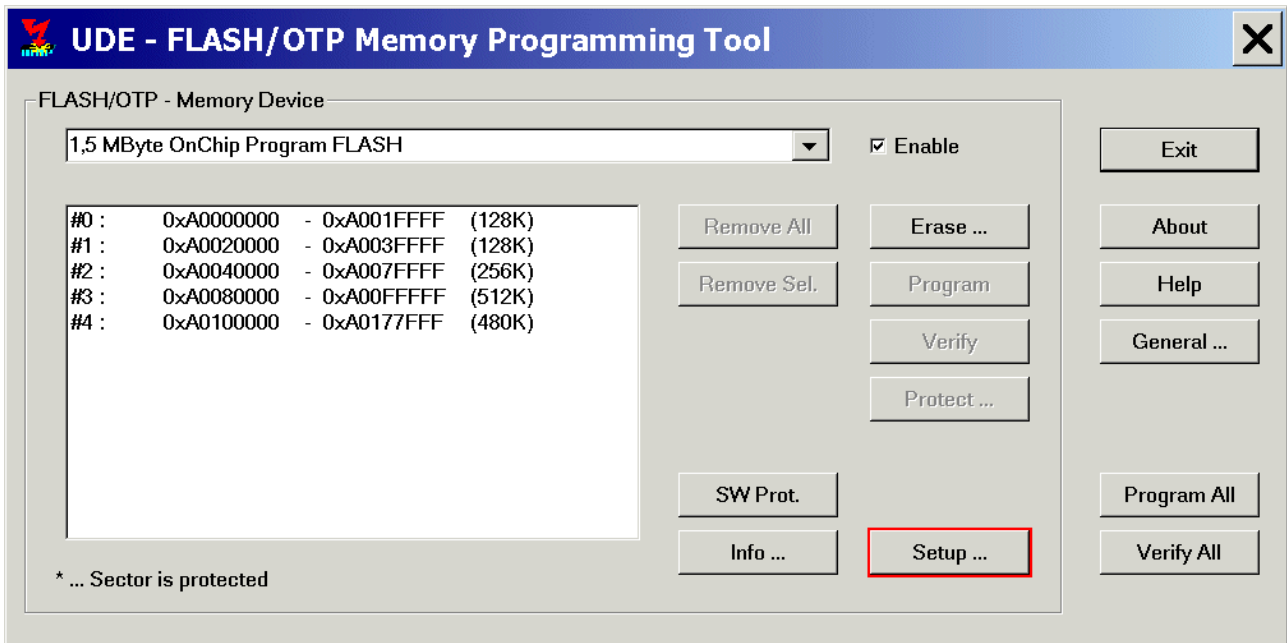 UDE - FLASH/OTP Memory Programming Tool
FLASH/OTP - Memory Device
1,5 MByte OnChip Program FLASH
Enable
Exit
#0 : 0xA0000000 - 0xA001FFFF (128K)
#1 : 0xA0020000 - 0xA003FFFF (128K)
#2 : 0xA0040000 - 0xA007FFFF (256K)
#3 : 0xA0080000 - 0xA00FFFFF (512K)
#4 : 0xA0100000 - 0xA0177FFF (480K)
Remove All
Erase ...
About
Remove Sel.
Program
Help
Verify
General ...
Protect ...
SW Prot.
Program All
Info ...
Setup ...
Verify All
* ... Sector is protected